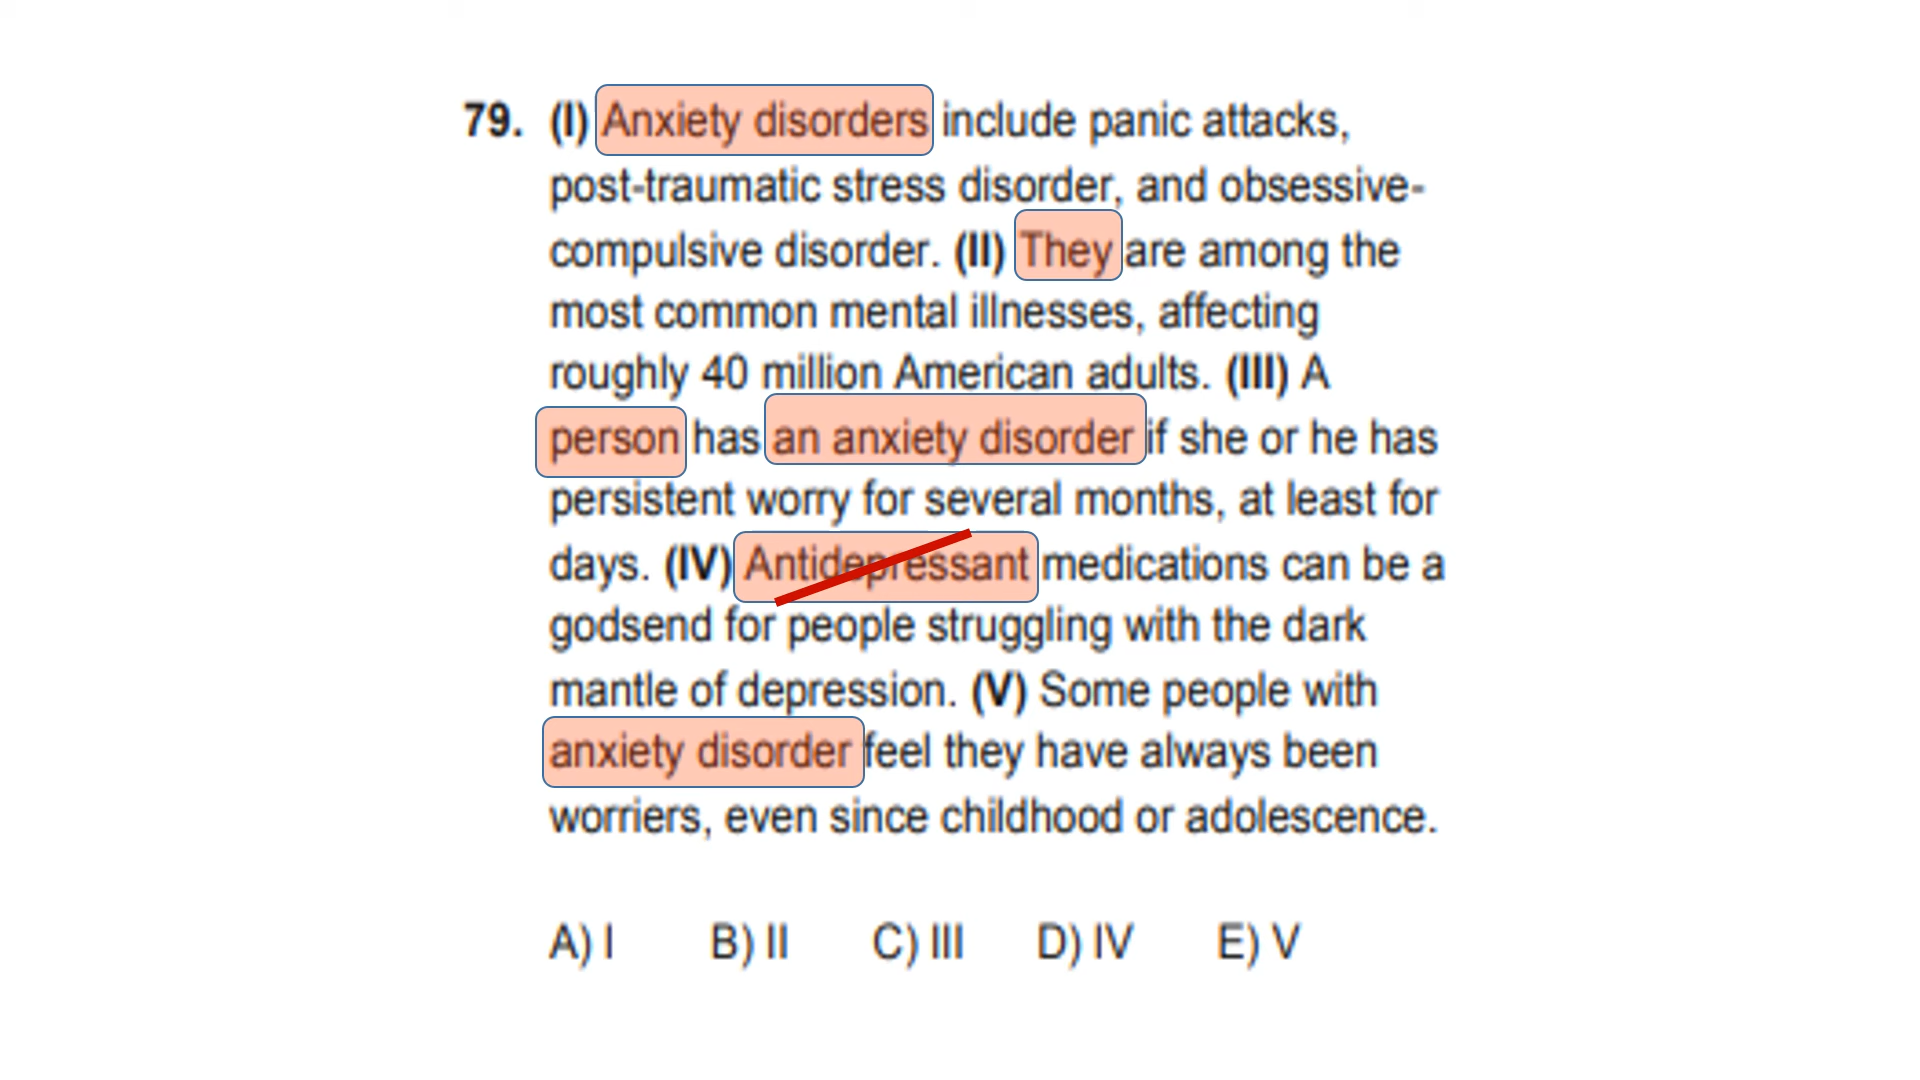 79. (I) Anxiety disorders include panic attacks,
post-traumatic stress disorder, and obsessive-
compulsive disorder. (II) They are among the
most common mental illnesses, affecting
roughly 40 million American adults. (III) A
person has an anxiety disorder if she or he has
persistent worry for several months, at least for
days. (IV) Antidepressant medications can be a
godsend for people struggling with the dark
mantle of depression. (V) Some people with
anxiety disorder feel they have always been
worriers, even since childhood or adolescence.
A) I B) II C) III D) IV E) V